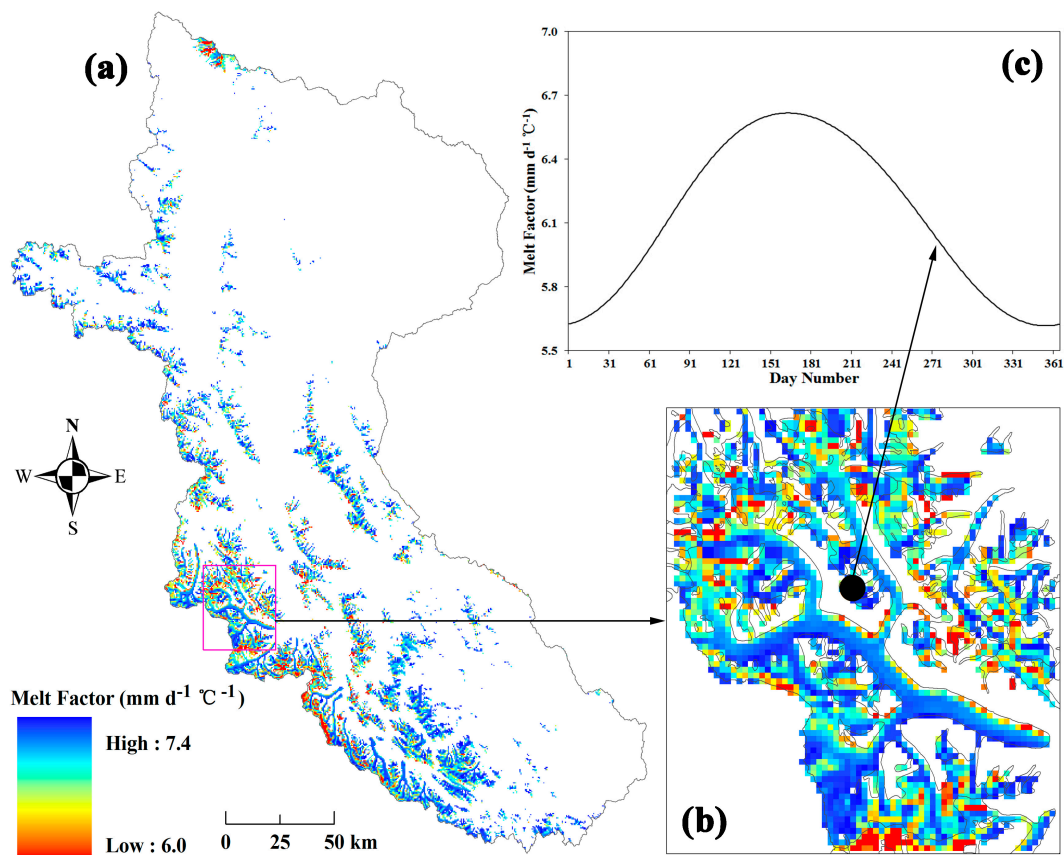 (a)
N
W E
S
Melt Factor (mm d-1 ℃ -1)
High : 7.4
Low : 6.0
0 25 50 km
(c)
7.0
6.7
6.4
6.1
5.8
5.5
Melt Factor (mm d-1 ℃-1)
1 31 61 91 121 151 181 211 241 271 301 331 361
Day Number
(b)